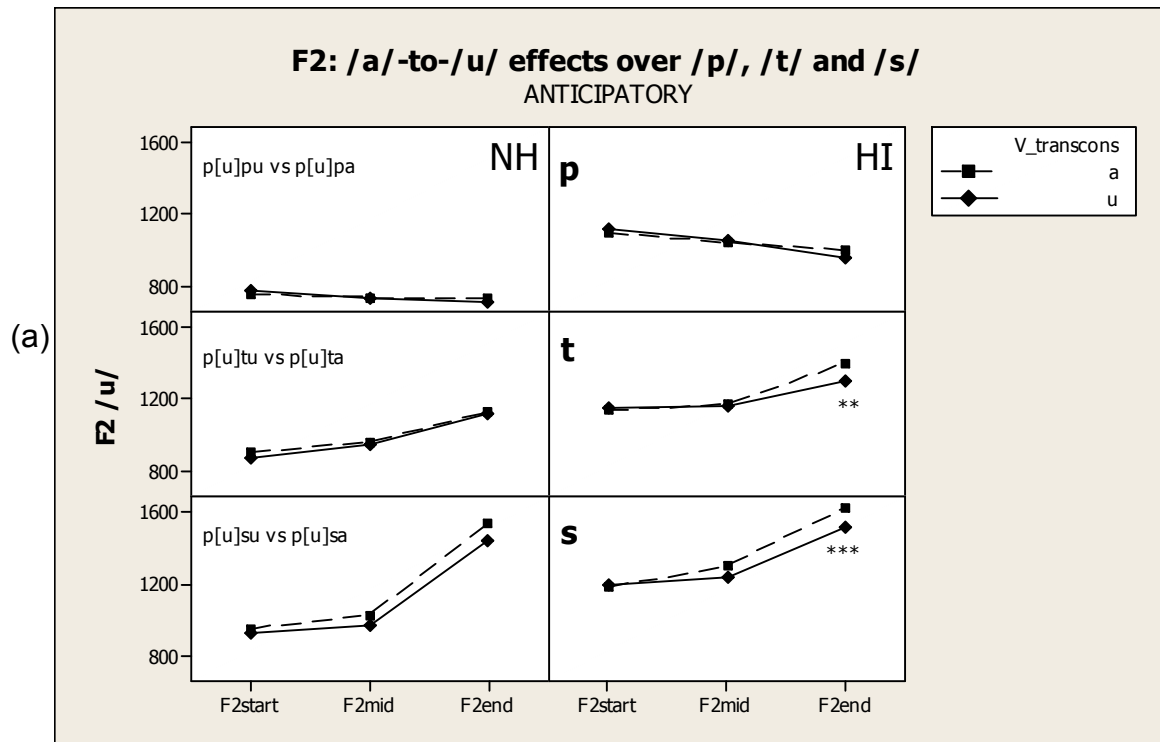 F2: /a/-to-/u/ effects over /p/, /t/ and /s/
ANTICIPATORY
(a)
F2 /u/
1600
1200
800
p[u]pu vs p[u]pa
NH
p
HI
V_transcons
a
u
1600
1200
800
p[u]tu vs p[u]ta
t
**
1600
1200
800
p[u]su vs p[u]sa
s
***
F2start F2mid F2end F2start F2mid F2end